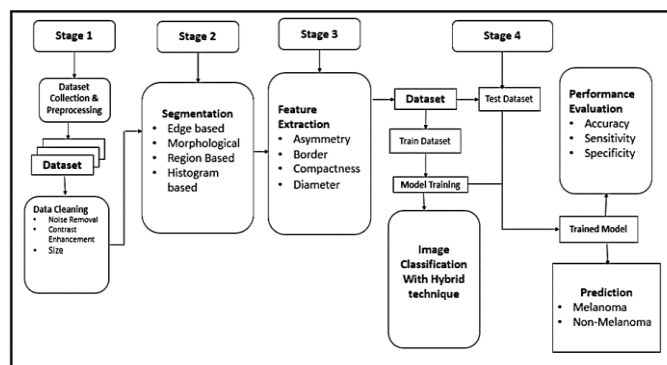 Stage 1
Dataset
Collection &
Preprocessing
Dataset
Data Cleaning
• Noise Removal
• Contrast
Enhancement
• Size
Stage 2
Segmentation
• Edge based
• Morphological
• Region Based
• Histogram
based
Stage 3
Feature
Extraction
• Asymmetry
• Border
• Compactness
• Diameter
Stage 4
Dataset
Test Dataset
Train Dataset
Model Training
Image
Classification
With Hybrid
technique
Performance
Evaluation
• Accuracy
• Sensitivity
• Specificity
Trained Model
Prediction
• Melanoma
• Non-Melanoma